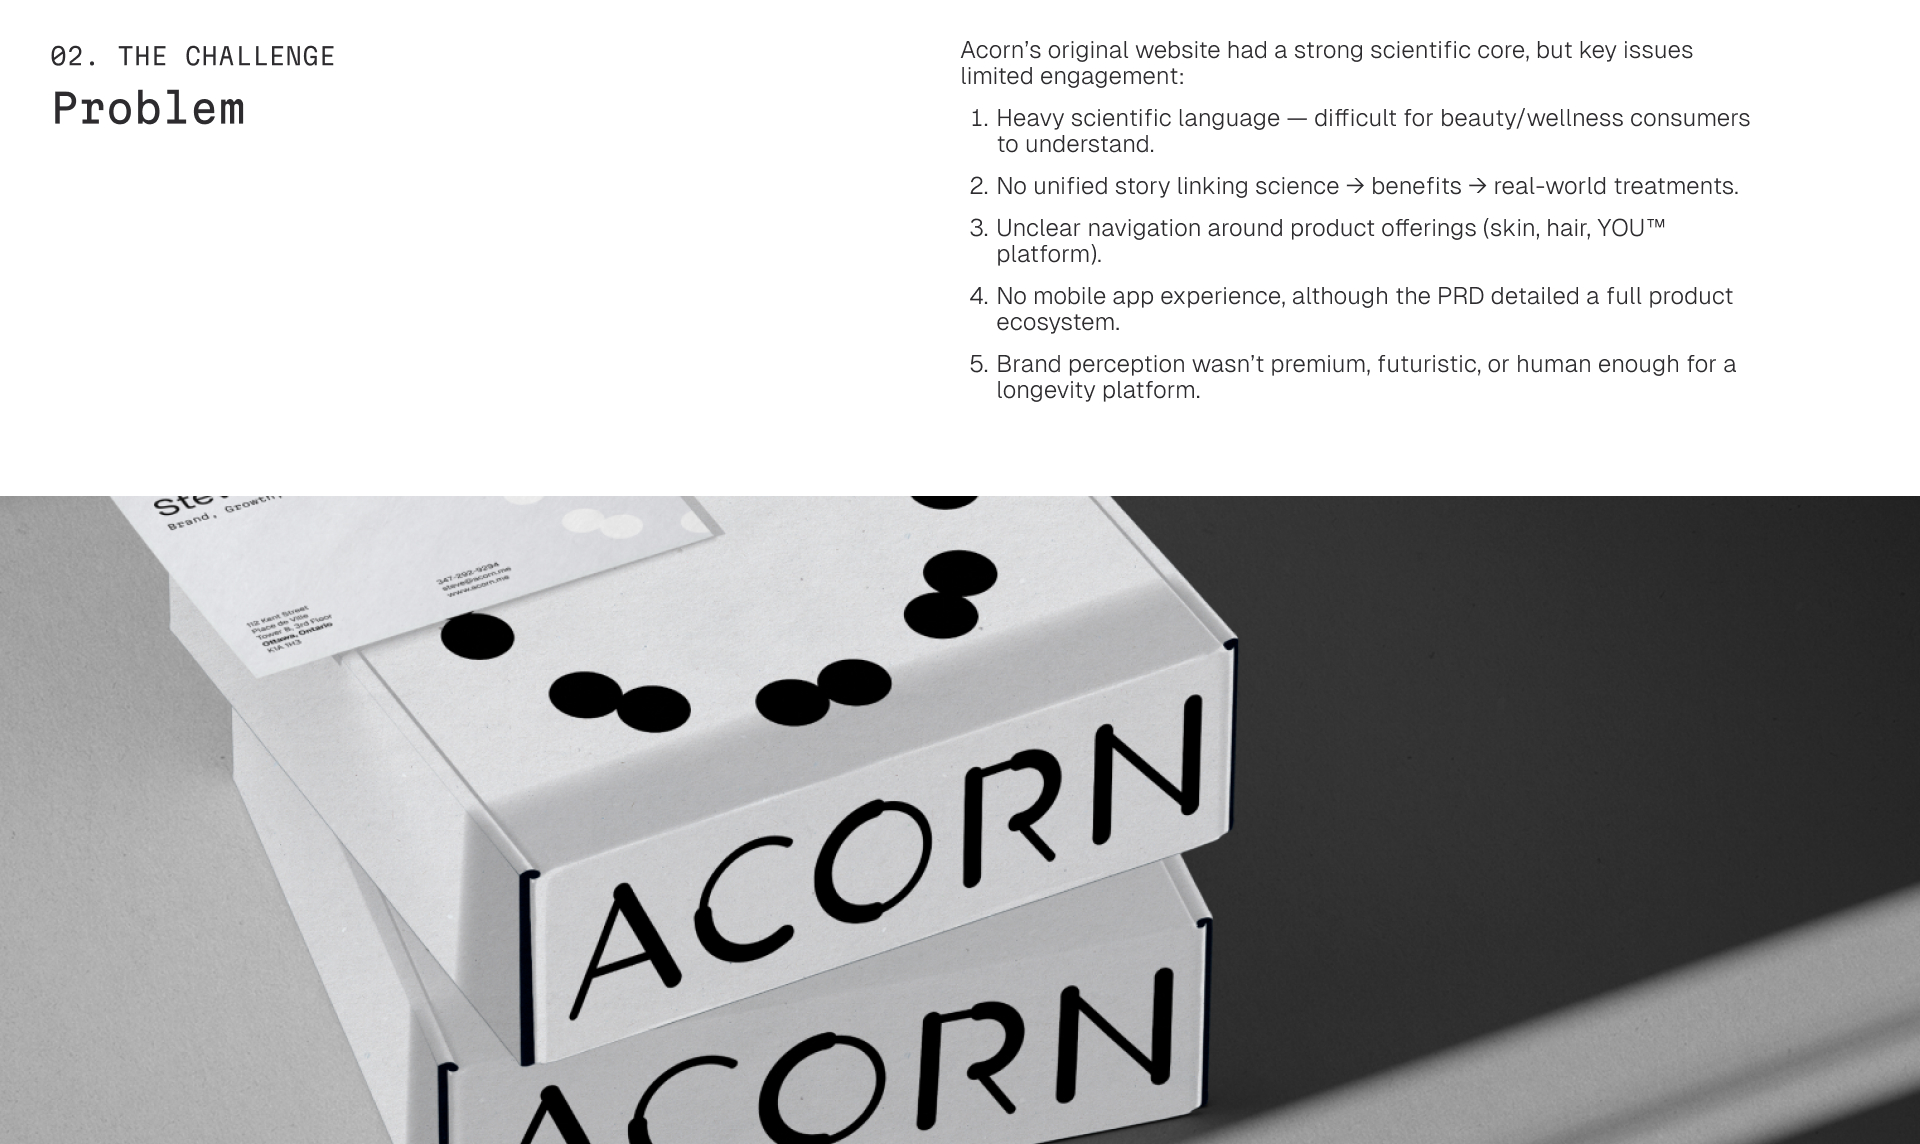 02. THE CHALLENGE
Problem
Acorn’s original website had a strong scientific core, but key issues
limited engagement:
1. Heavy scientific language — difficult for beauty/wellness consumers
to understand.
2. No unified story linking science → benefits → real-world treatments.
3. Unclear navigation around product offerings (skin, hair, YOU™
platform).
4. No mobile app experience, although the PRD detailed a full product
ecosystem.
5. Brand perception wasn’t premium, futuristic, or human enough for a
longevity platform.
Brand, Growth,
347-292-9294
steve@acorn.me
www.acorn.me
112 Kent Street
Place de Ville
Tower B, 3rd Floor
Ottawa, Ontario
K1A 1H3
ACORN
ACORN